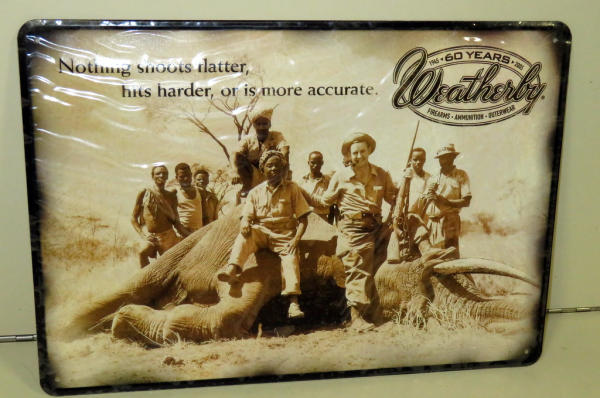 Nothing shoots flatter,
hits harder, or is more accurate.
1945 • 60 YEARS • 2005
Weatherby®
FIREARMS • AMMUNITION • OUTERWEAR